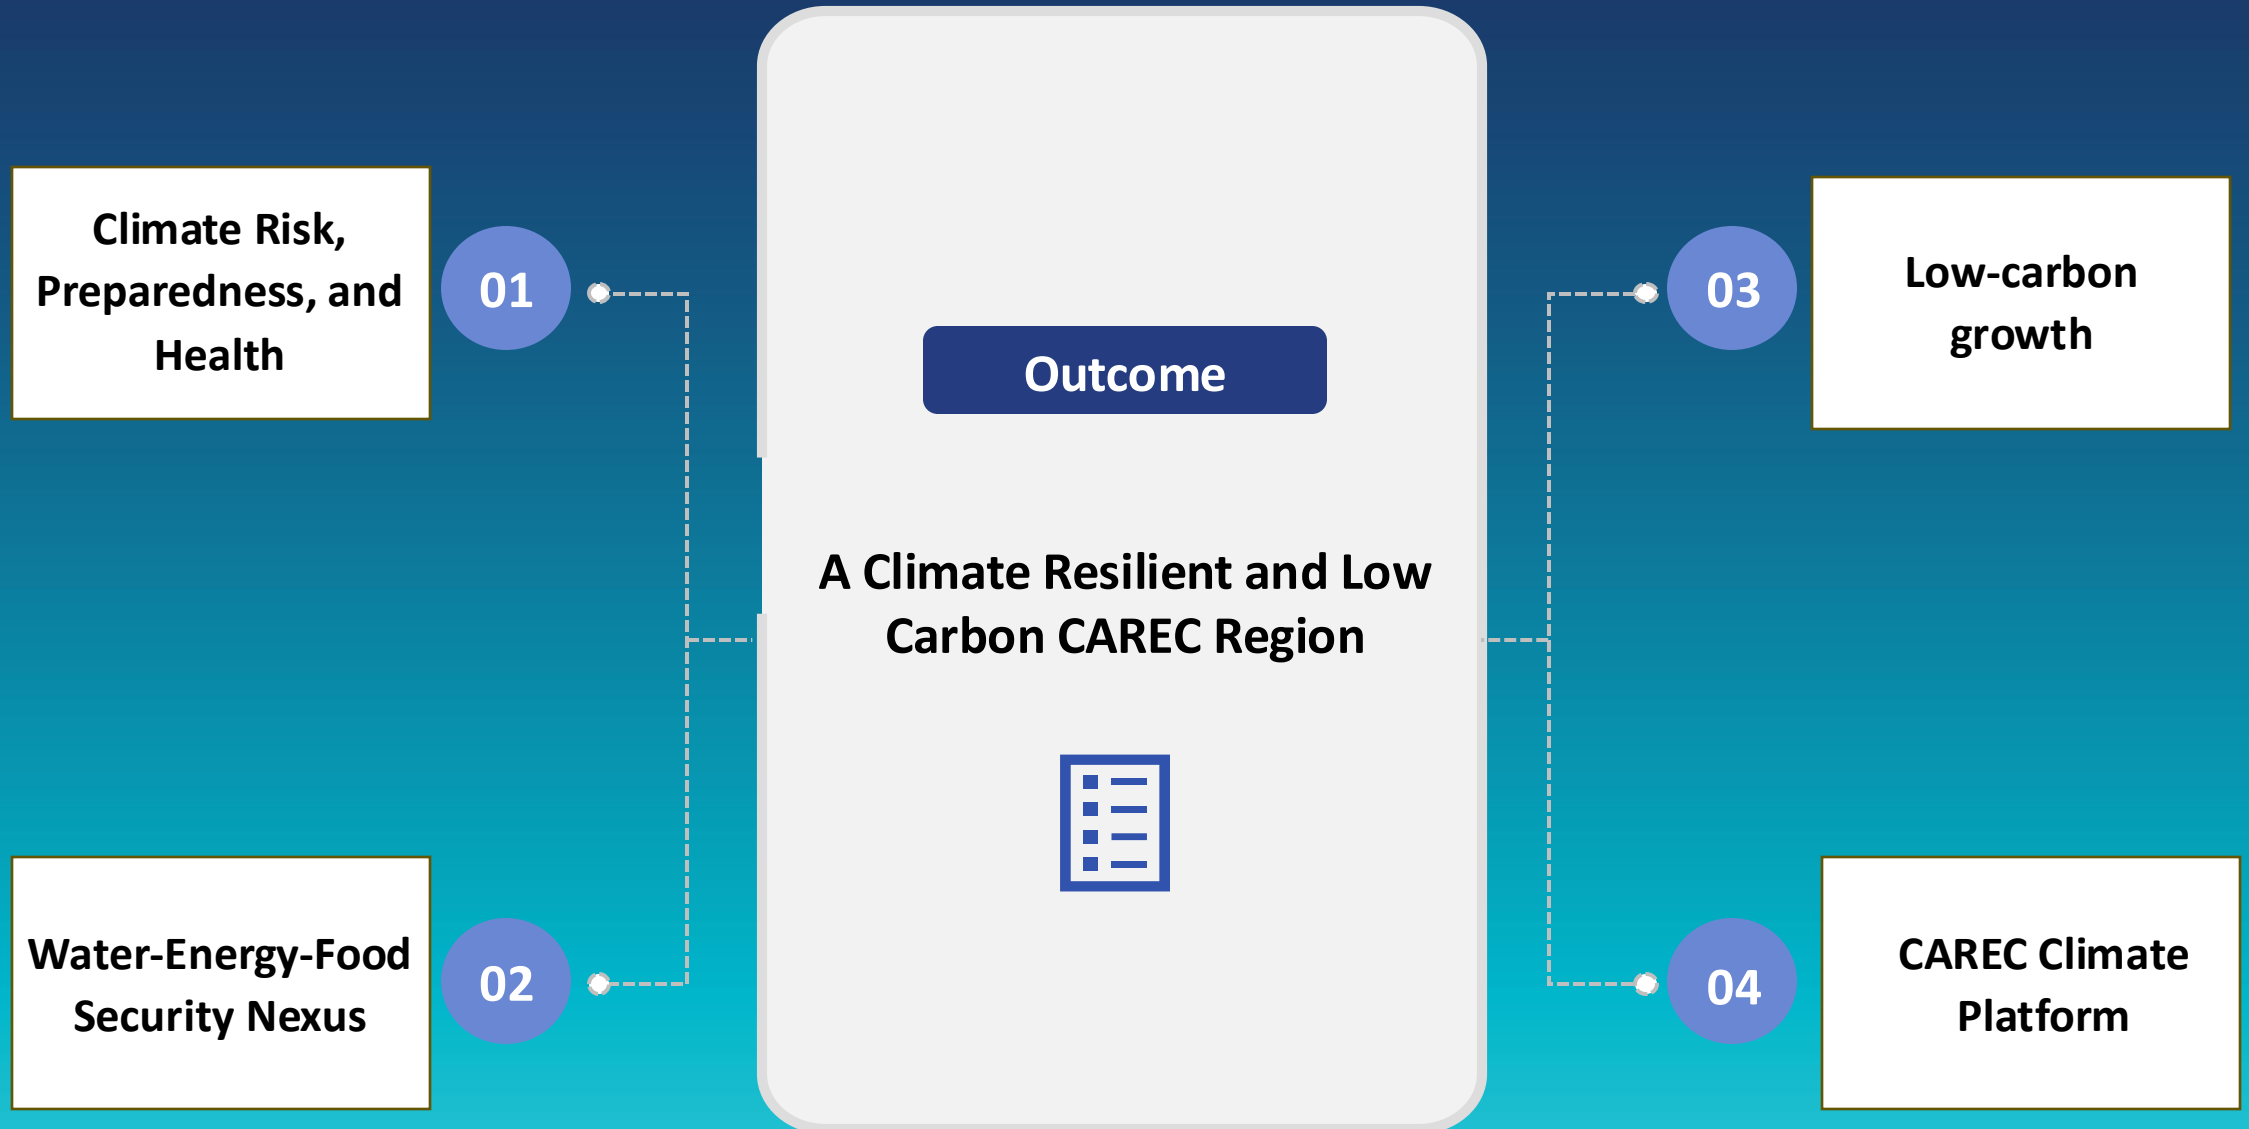 Climate Risk,
Preparedness, and
Health
01
Water-Energy-Food
Security Nexus
02
Outcome
A Climate Resilient and Low
Carbon CAREC Region
03
Low-carbon
growth
04
CAREC Climate
Platform